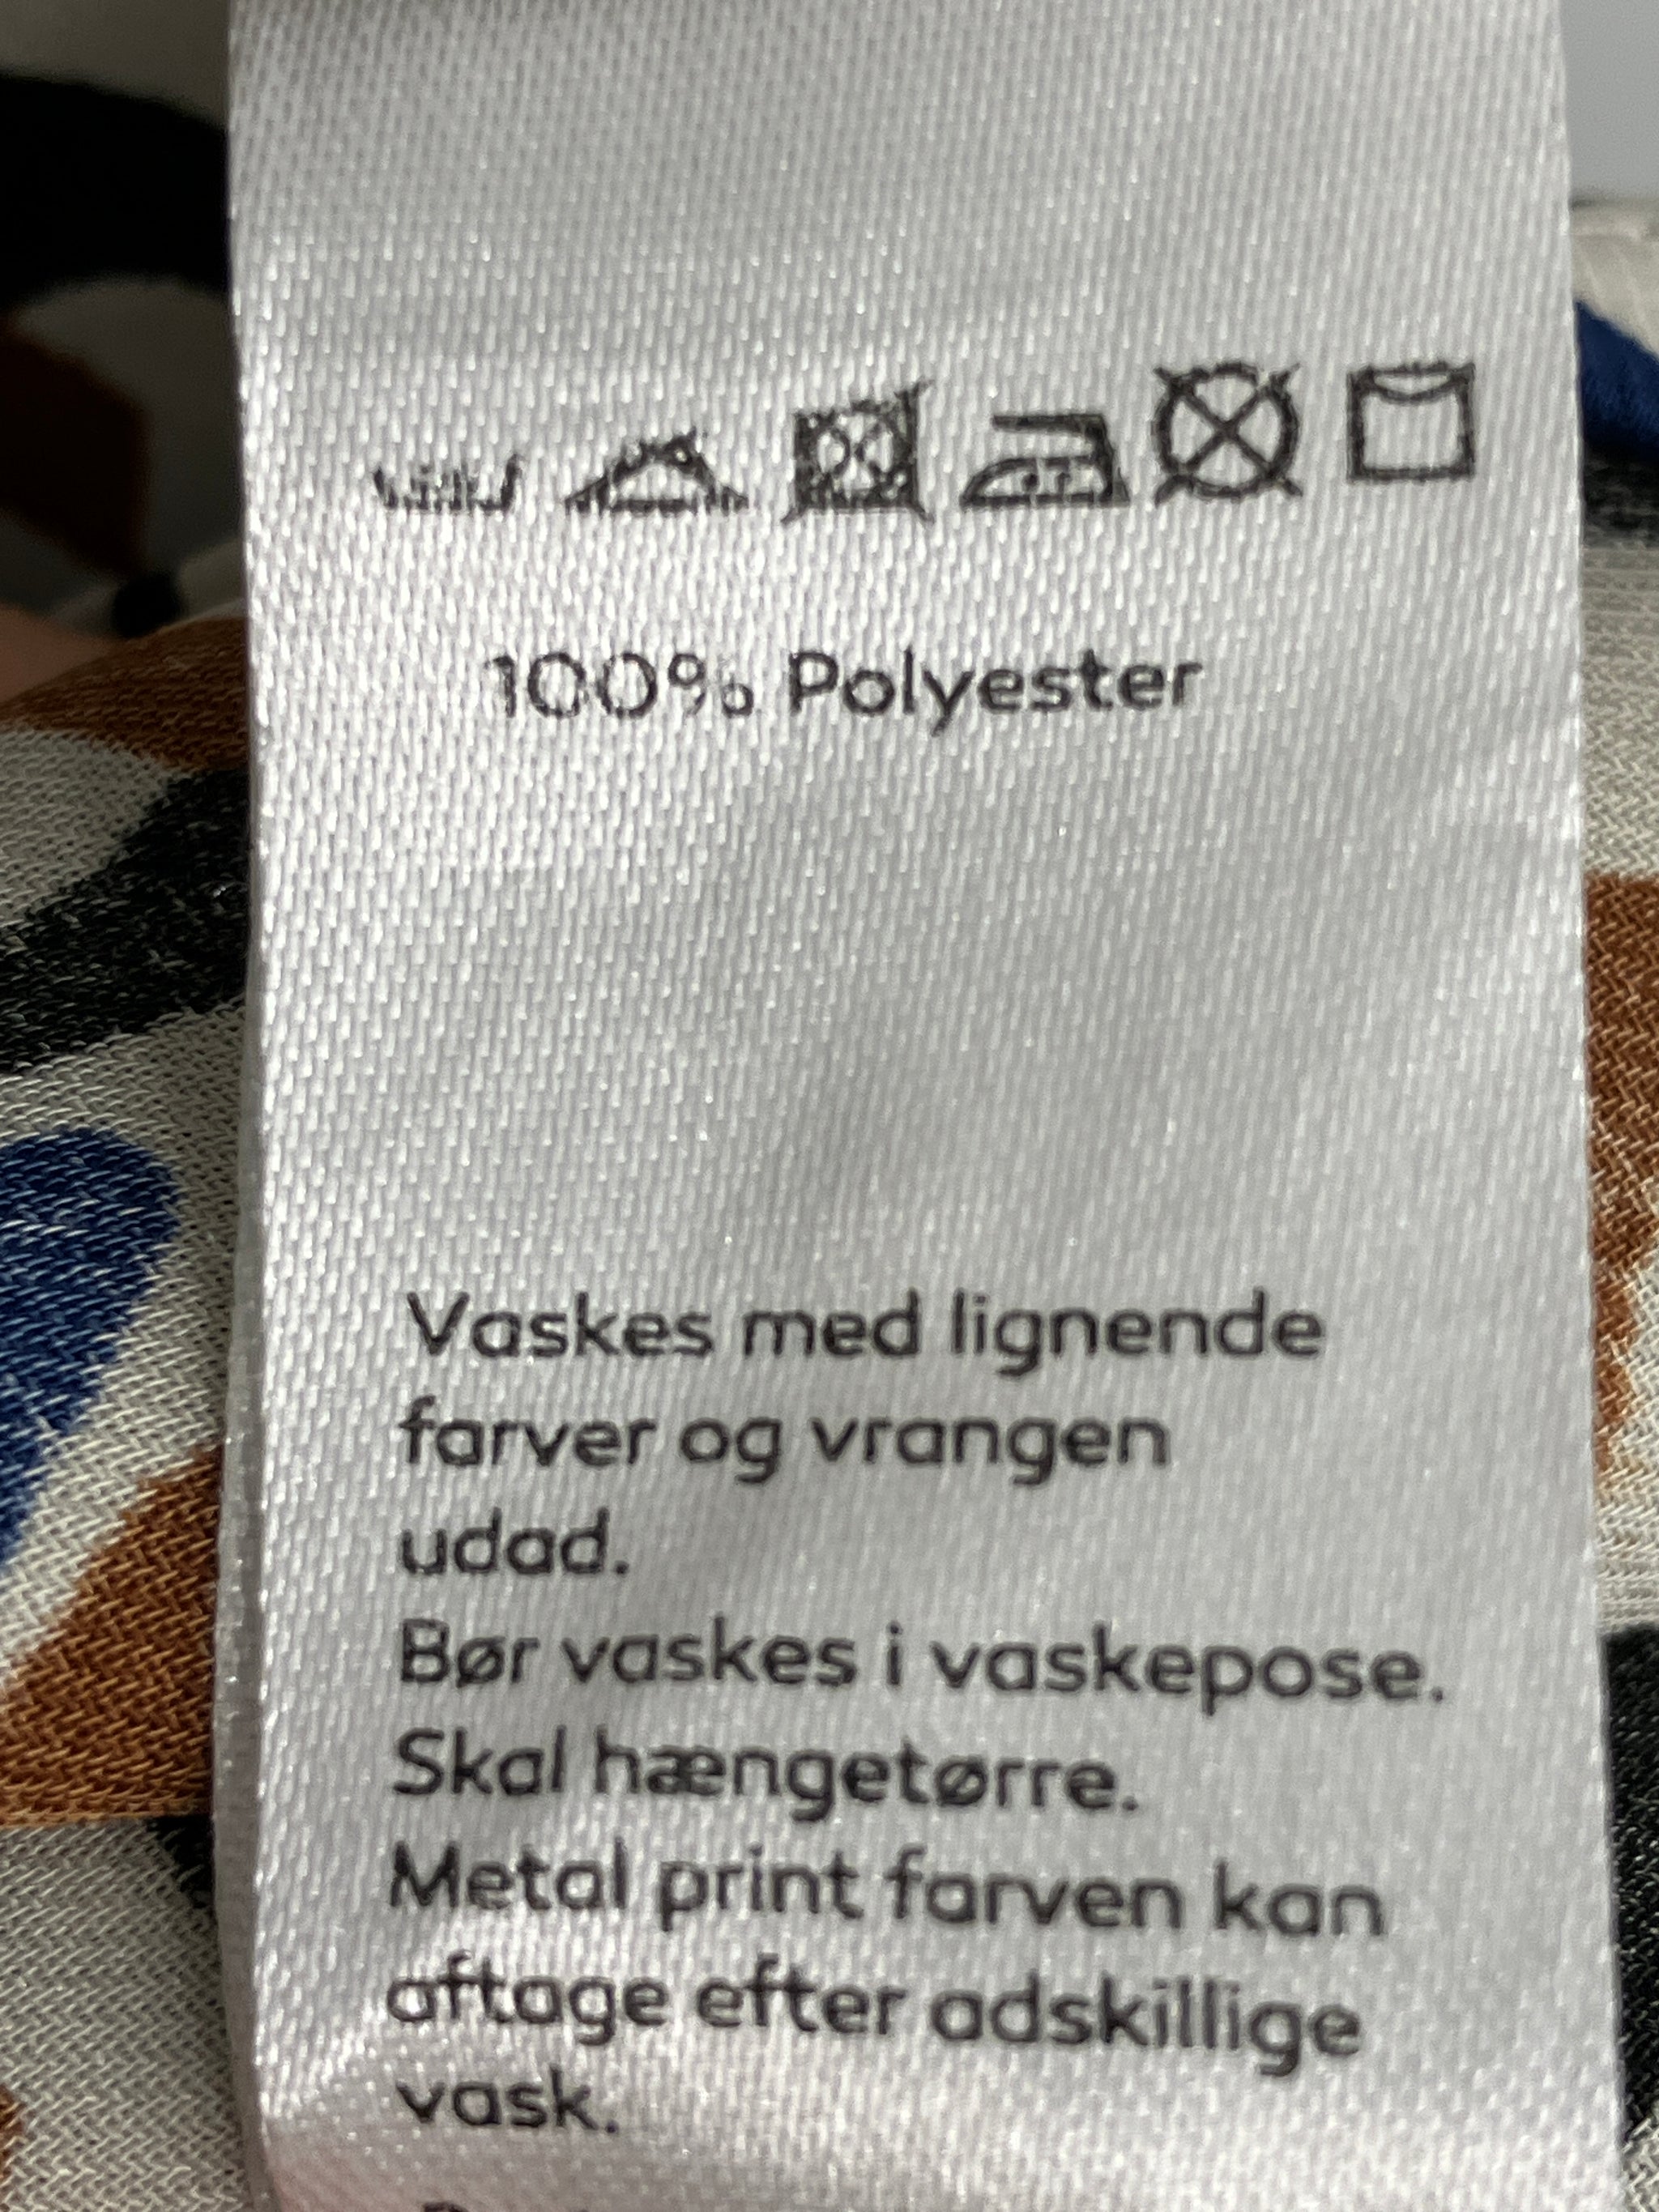 100% Polyester
Vaskes med lignende
farver og vrangen
udad.
Bør vaskes i vaskepose.
Skal hængetørre.
Metal print farven kan
aftage efter adskillige
vask.